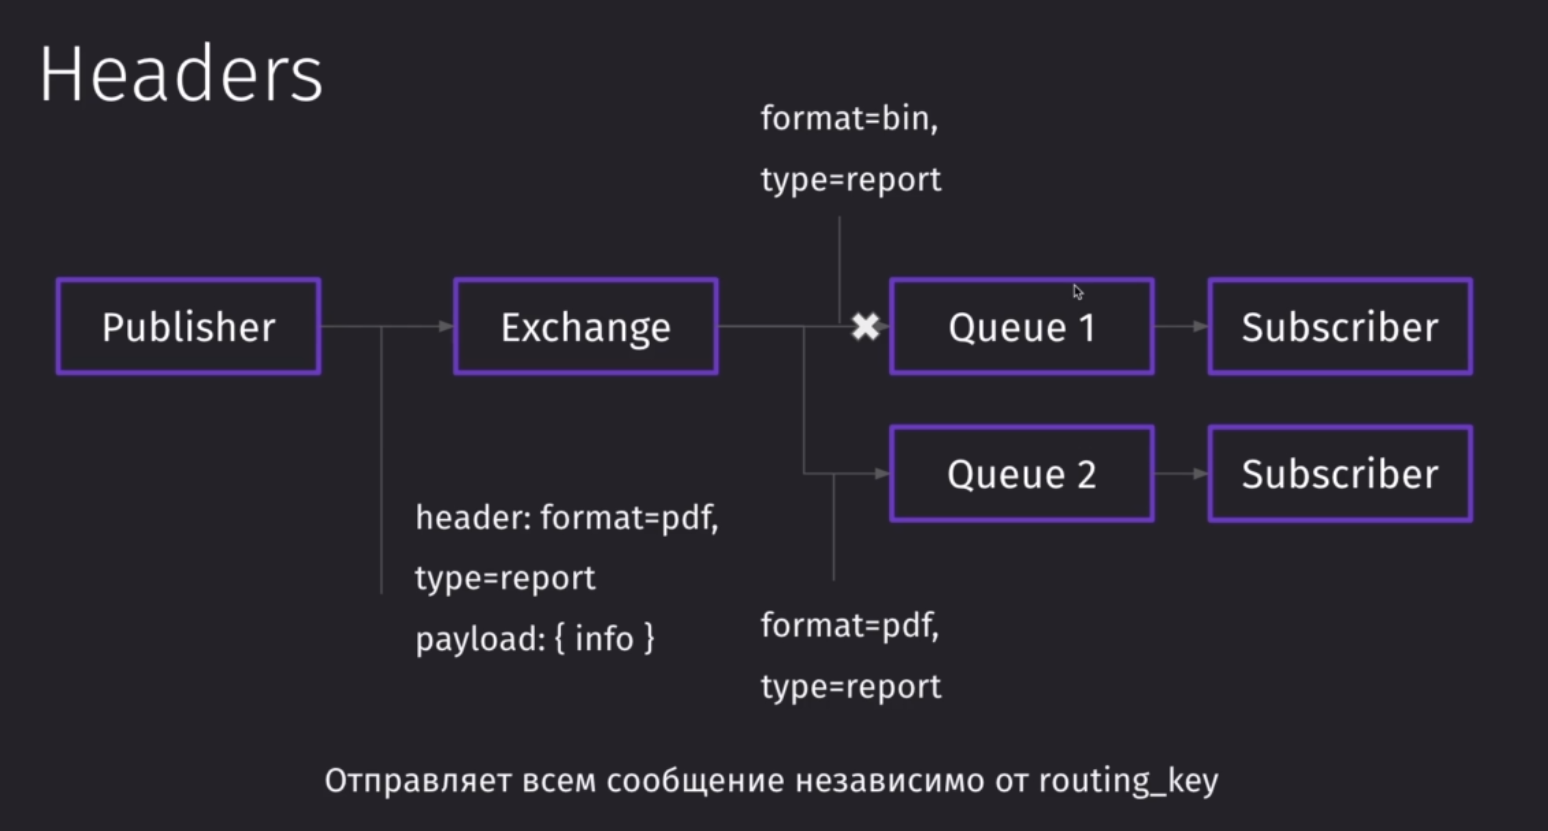 Headers
format=bin,
type=report
Publisher
Exchange
Queue 1
Subscriber
Queue 2
Subscriber
header: format=pdf,
type=report
payload: { info }
format=pdf,
type=report
Отправляет всем сообщение независимо от routing_key